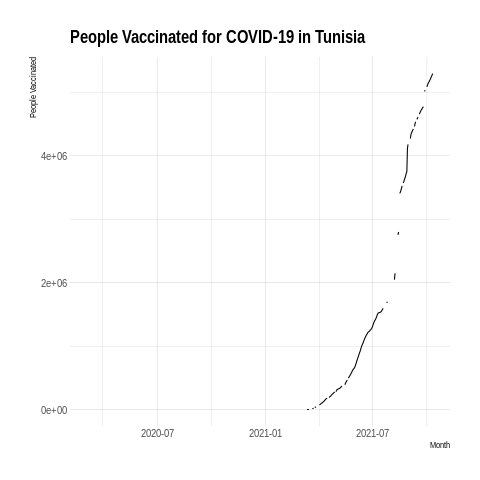 People Vaccinated for COVID-19 in Tunisia
People Vaccinated
4e+06
2e+06
0e+00
2020-07
2021-01
2021-07
Month